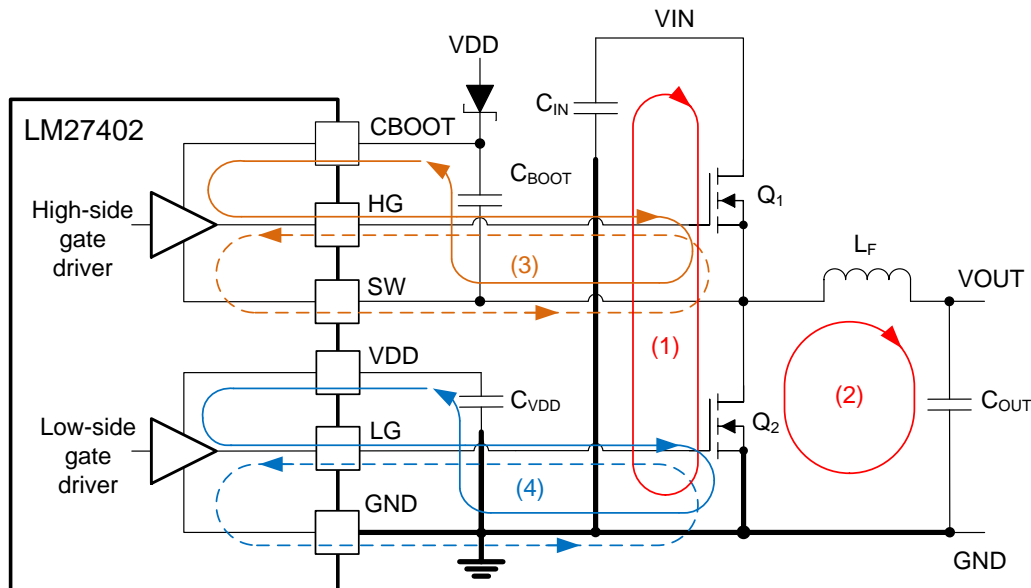 VIN
VDD
LM27402
CBOOT
CIN
CBOOT
High-side
gate
driver
HG
Q1
LF
VOUT
(3)
SW
(1)
(2)
VDD
CVDD
COUT
Low-side
gate
driver
LG
Q2
(4)
GND
GND